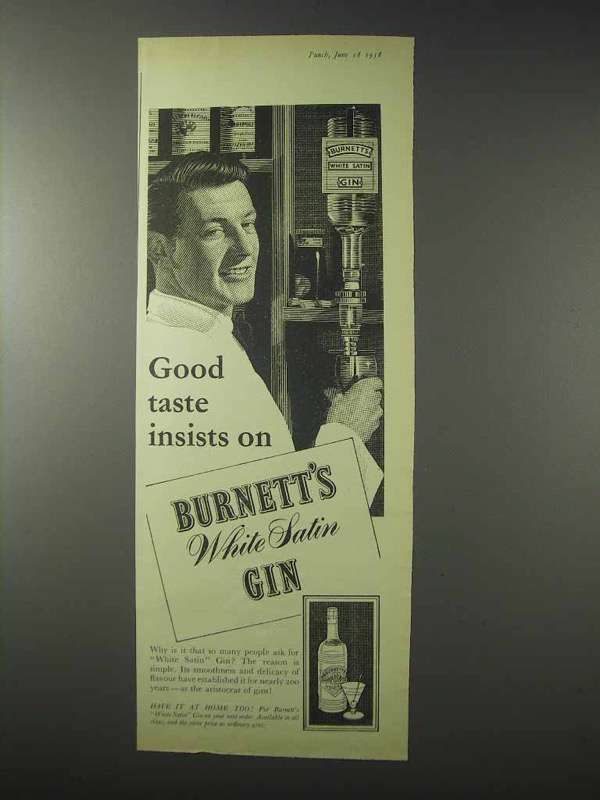 Punch, June 18 1958
BURNETT'S
WHITE SATIN
GIN
Good
taste
insists on
BURNETT'S
White Satin
GIN
Why is it that so many people ask for
"White Satin" Gin? The reason is
simple. Its smoothness and delicacy of
flavour have established it for nearly 200
years—as the aristocrat of gins!
HAVE IT AT HOME TOO! Put Burnett's
"White Satin" Gin on your next order. Available in all
sizes, and the same price as ordinary gins.